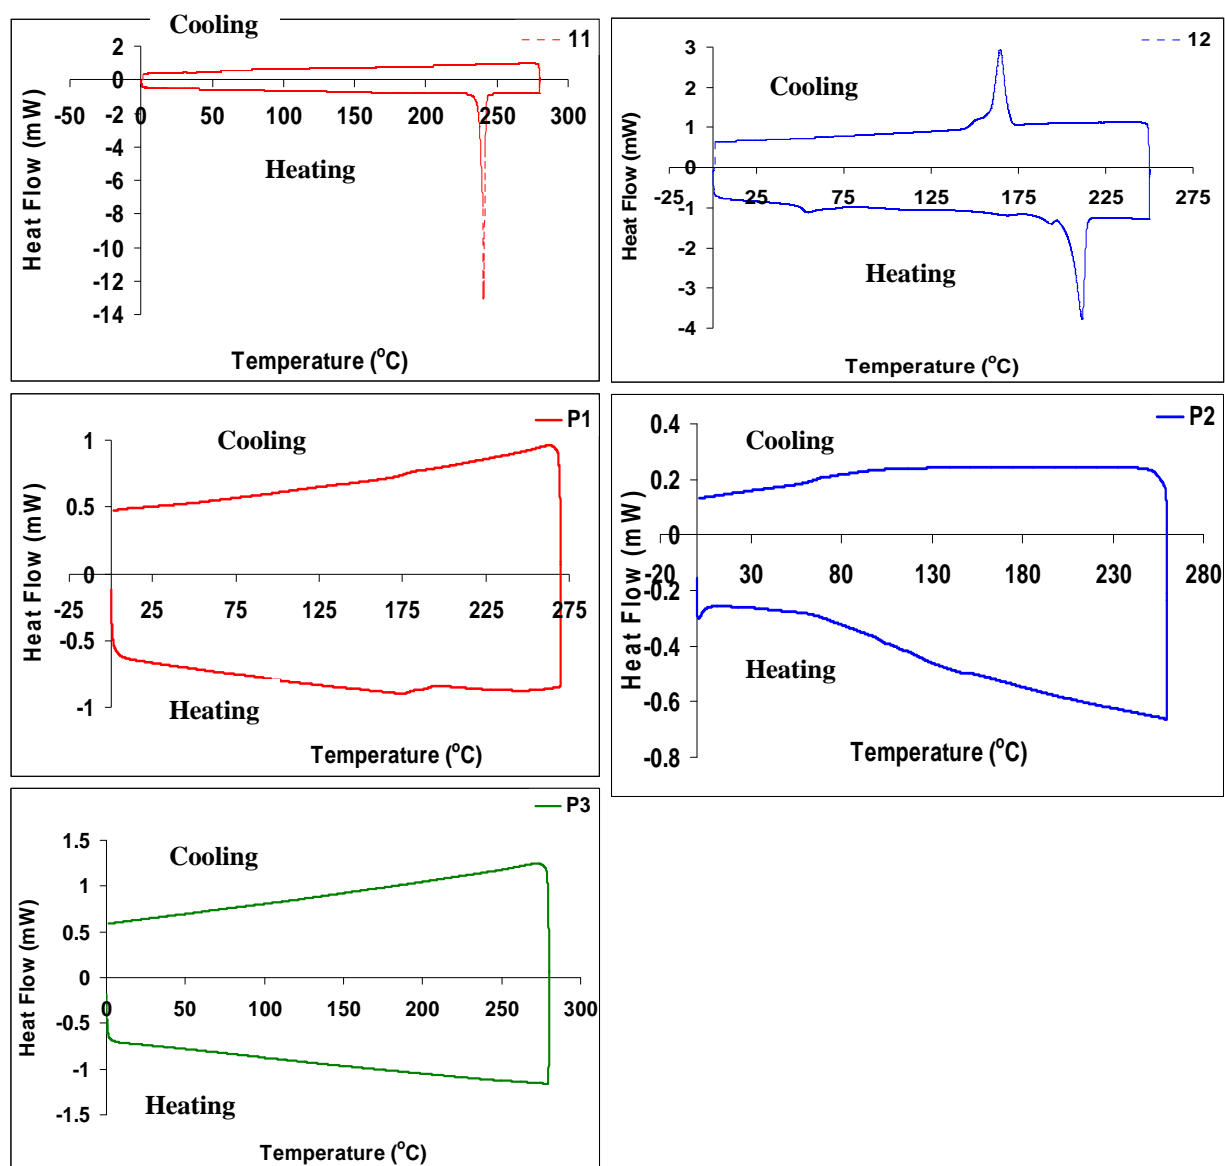 Cooling
11
2
0
-2
-4
-6
-8
-10
-12
-14
-50 0 50 100 150 200 250 300
Heating
Heat Flow (mW)
Temperature (°C)
12
3
2
1
0
-1
-2
-3
-4
-25 25 75 125 175 225 275
Cooling
Heating
Heat Flow (mW)
Temperature (°C)
P1
Cooling
1
0.5
0
-0.5
-1
-25 25 75 125 175 225 275
Heating
Heat Flow (mW)
Temperature (°C)
P2
Cooling
0.4
0.2
0
-0.2
-0.4
-0.6
-0.8
-20 30 80 130 180 230 280
Heating
Heat Flow (mW)
Temperature (°C)
P3
Cooling
1.5
1
0.5
0
-0.5
-1
-1.5
0 50 100 150 200 250 300
Heating
Heat Flow (mW)
Temperature (°C)